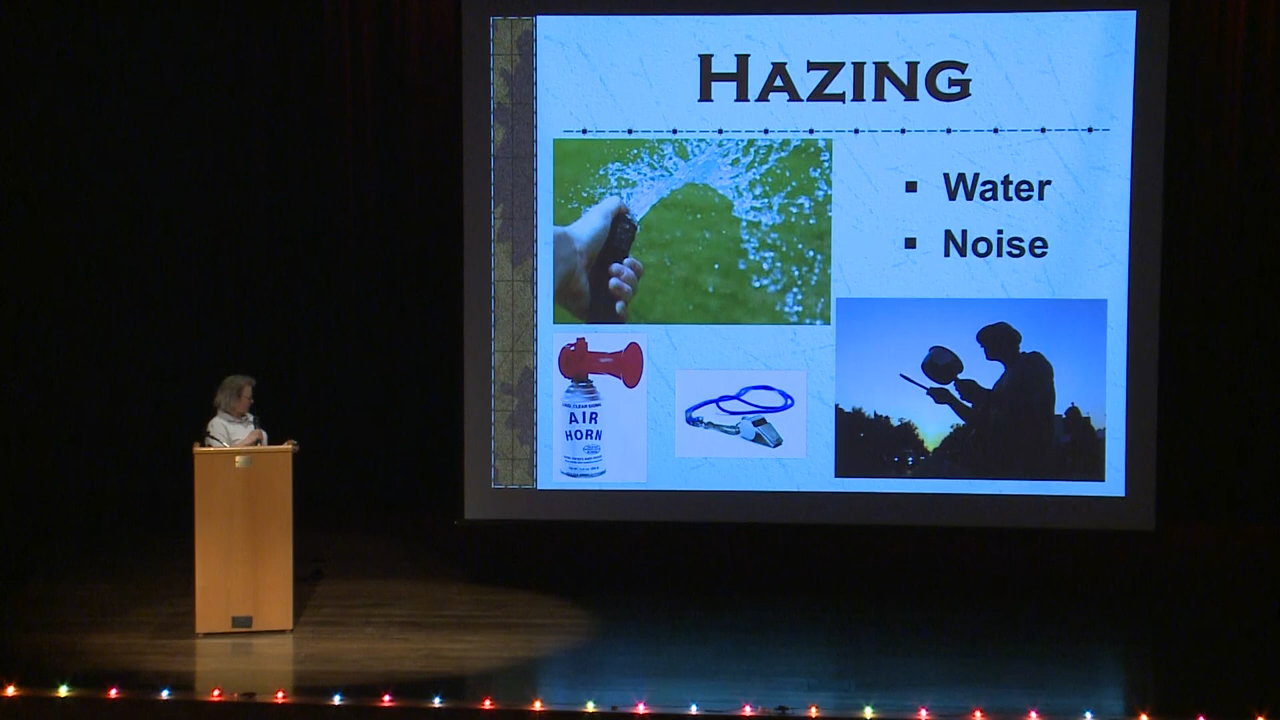 HAZING
▪ Water
▪ Noise
AIR
HORN